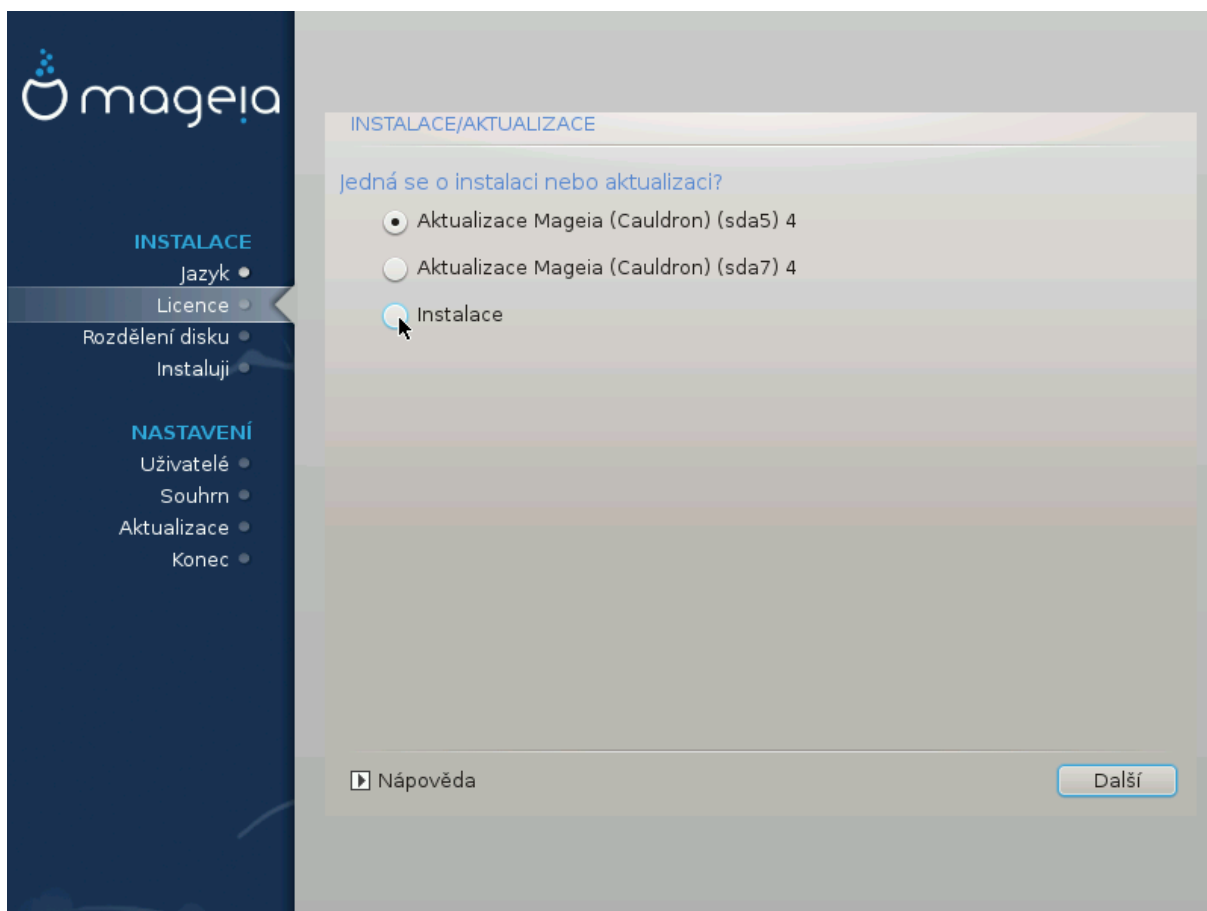 mageia
INSTALACE
Jazyk
Licence
Rozdělení disku
Instaluji
NASTAVENÍ
Uživatelé
Souhrn
Aktualizace
Konec
INSTALACE/AKTUALIZACE
Jedná se o instalaci nebo aktualizaci?
Aktualizace Mageia (Cauldron) (sda5) 4
Aktualizace Mageia (Cauldron) (sda7) 4
Instalace
Nápověda
Další